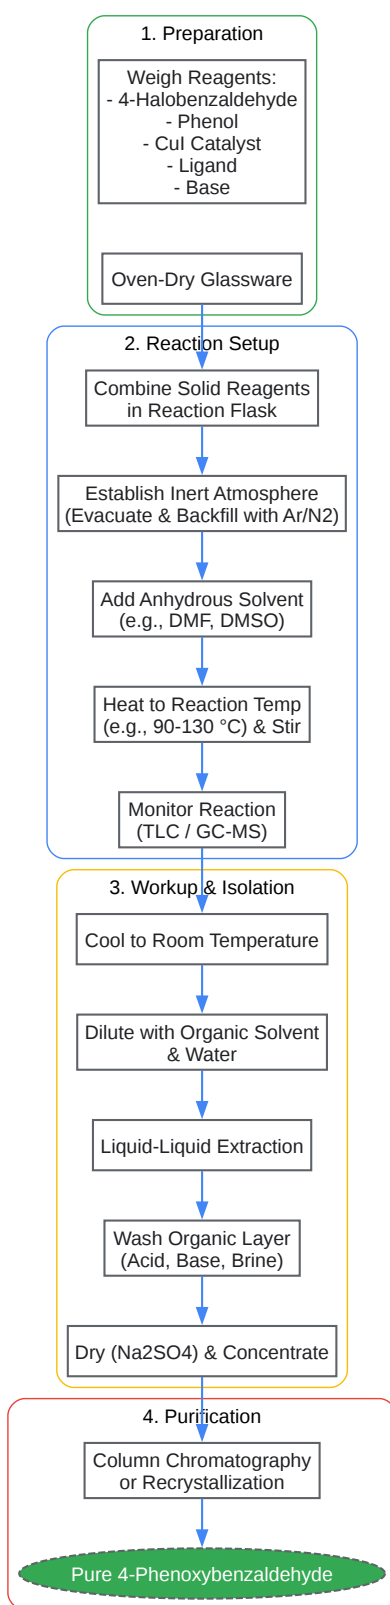 1. Preparation
Weigh Reagents:
- 4-Halobenzaldehyde
- Phenol
- CuI Catalyst
- Ligand
- Base
Oven-Dry Glassware
2. Reaction Setup
Combine Solid Reagents
in Reaction Flask
Establish Inert Atmosphere
(Evacuate & Backfill with Ar/N2)
Add Anhydrous Solvent
(e.g., DMF, DMSO)
Heat to Reaction Temp
(e.g., 90-130 °C) & Stir
Monitor Reaction
(TLC / GC-MS)
3. Workup & Isolation
Cool to Room Temperature
Dilute with Organic Solvent
& Water
Liquid-Liquid Extraction
Wash Organic Layer
(Acid, Base, Brine)
Dry (Na2SO4) & Concentrate
4. Purification
Column Chromatography
or Recrystallization
Pure 4-Phenoxybenzaldehyde